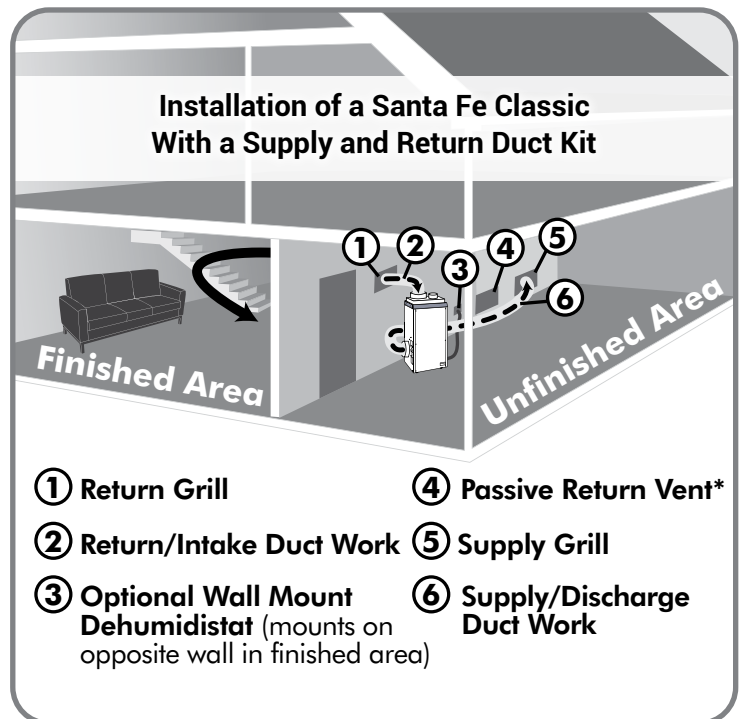 Installation of a Santa Fe Classic
With a Supply and Return Duct Kit
1
2
3
4
5
6
Finished Area
Unfinished Area
1 Return Grill
2 Return/Intake Duct Work
3 Optional Wall Mount
Dehumidistat (mounts on
opposite wall in finished area)
4 Passive Return Vent*
5 Supply Grill
6 Supply/Discharge
Duct Work